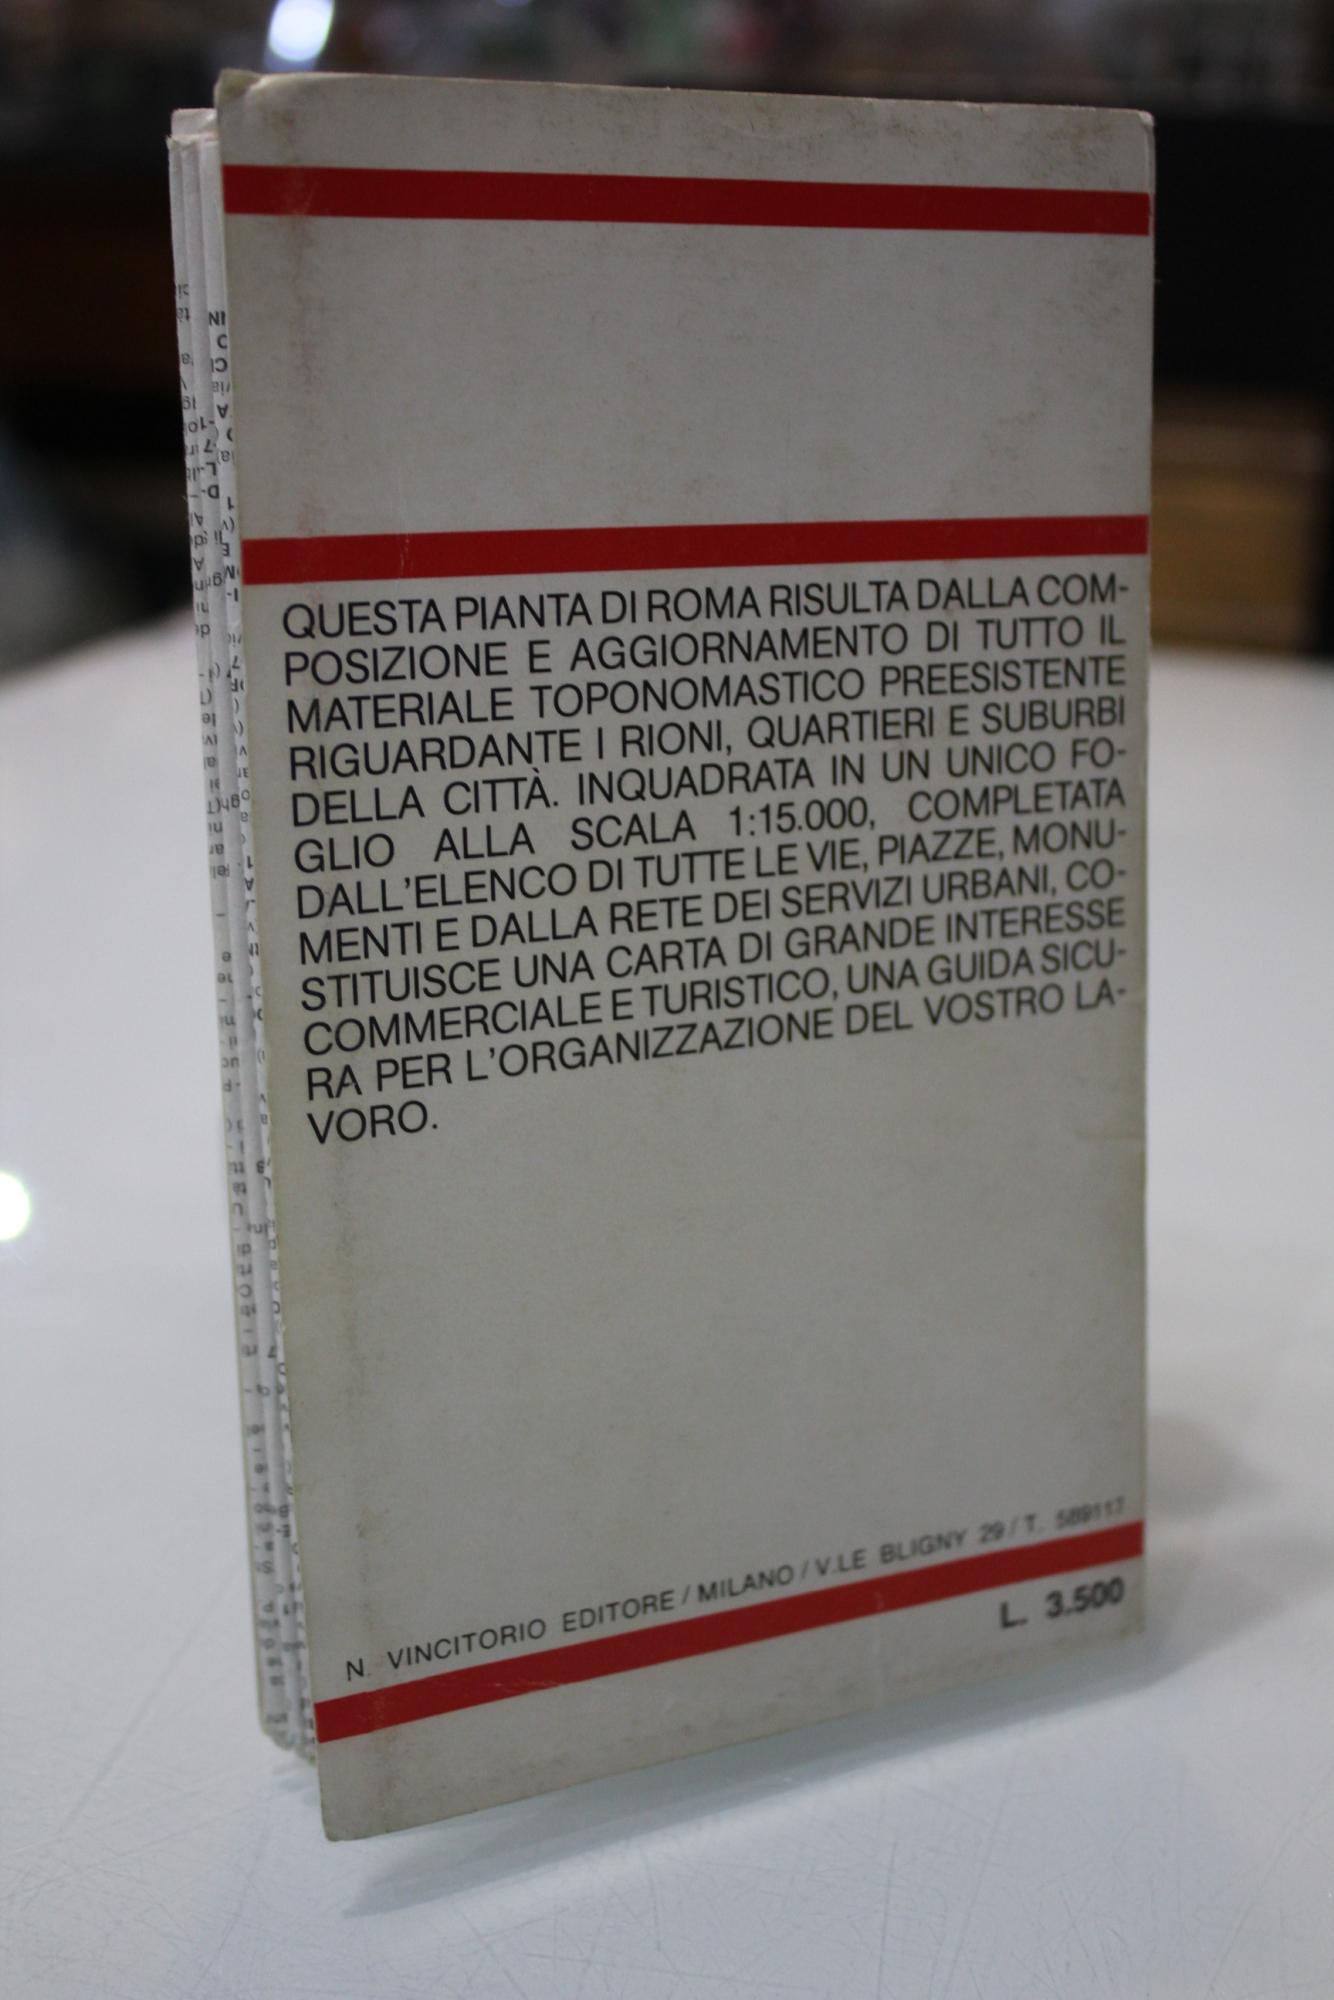 QUESTA PIANTA DI ROMA RISULTA DALLA COM-
POSIZIONE E AGGIORNAMENTO DI TUTTO IL
MATERIALE TOPONOMASTICO PREESISTENTE
RIGUARDANTE I RIONI, QUARTIERI E SUBURBI
DELLA CITTÀ. INQUADRATA IN UN UNICO FO-
GLIO ALLA SCALA 1:15.000, COMPLETATA
DALL'ELENCO DI TUTTE LE VIE, PIAZZE, MONU-
MENTI E DALLA RETE DEI SERVIZI URBANI, CO-
STITUISCE UNA CARTA DI GRANDE INTERESSE
COMMERCIALE E TURISTICO, UNA GUIDA SICU-
RA PER L'ORGANIZZAZIONE DEL VOSTRO LA-
VORO.
N. VINCITORIO EDITORE / MILANO / V.LE BLIGNY 29 / T. 589117
L. 3.500